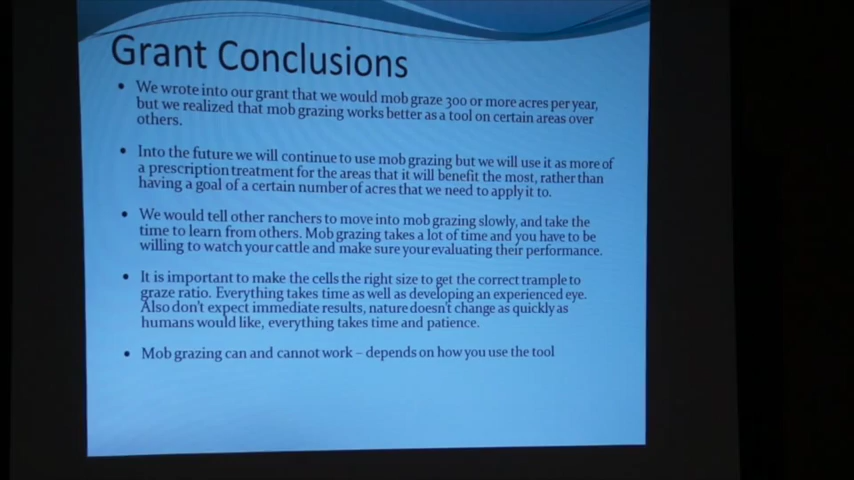 Grant Conclusions
• We wrote into our grant that we would mob graze 300 or more acres per year,
but we realized that mob grazing works better as a tool on certain areas over
others.
• Into the future we will continue to use mob grazing but we will use it as more of
a prescription treatment for the areas that it will benefit the most, rather than
having a goal of a certain number of acres that we need to apply it to.
• We would tell other ranchers to move into mob grazing slowly, and take the
time to learn from others. Mob grazing takes a lot of time and you have to be
willing to watch your cattle and make sure your evaluating their performance.
• It is important to make the cells the right size to get the correct trample to
graze ratio. Everything takes time as well as developing an experienced eye.
Also don't expect immediate results, nature doesn't change as quickly as
humans would like, everything takes time and patience.
• Mob grazing can and cannot work – depends on how you use the tool